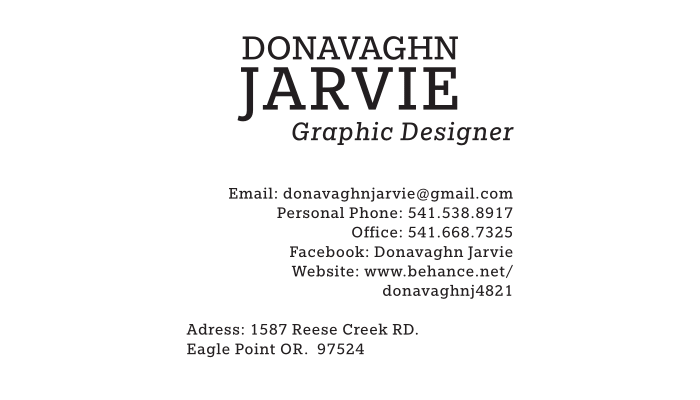 DONAVAGHN
JARVIE
Graphic Designer
Email: donavaghnjarvie@gmail.com
Personal Phone: 541.538.8917
Office: 541.668.7325
Facebook: Donavaghn Jarvie
Website: www.behance.net/
donavaghnj4821
Adress: 1587 Reese Creek RD.
Eagle Point OR.  97524